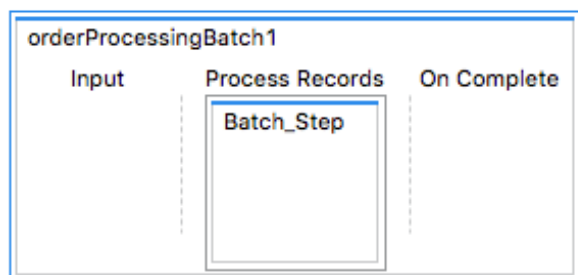 orderProcessingBatch1
Input Process Records On Complete
Batch_Step